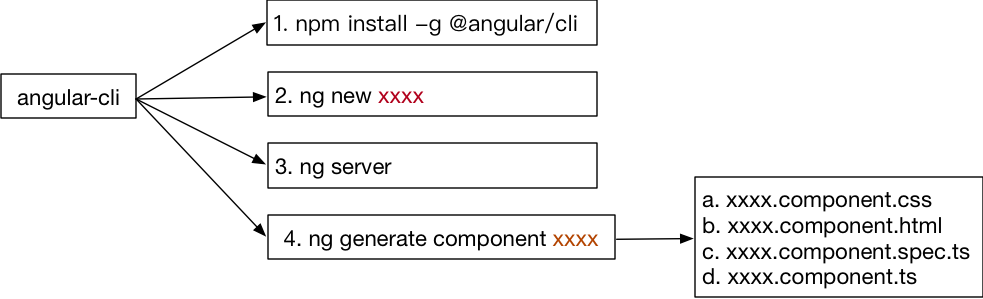 angular-cli
1. npm install -g @angular/cli
2. ng new xxxx
3. ng server
4. ng generate component xxxx
a. xxxx.component.css
b. xxxx.component.html
c. xxxx.component.spec.ts
d. xxxx.component.ts